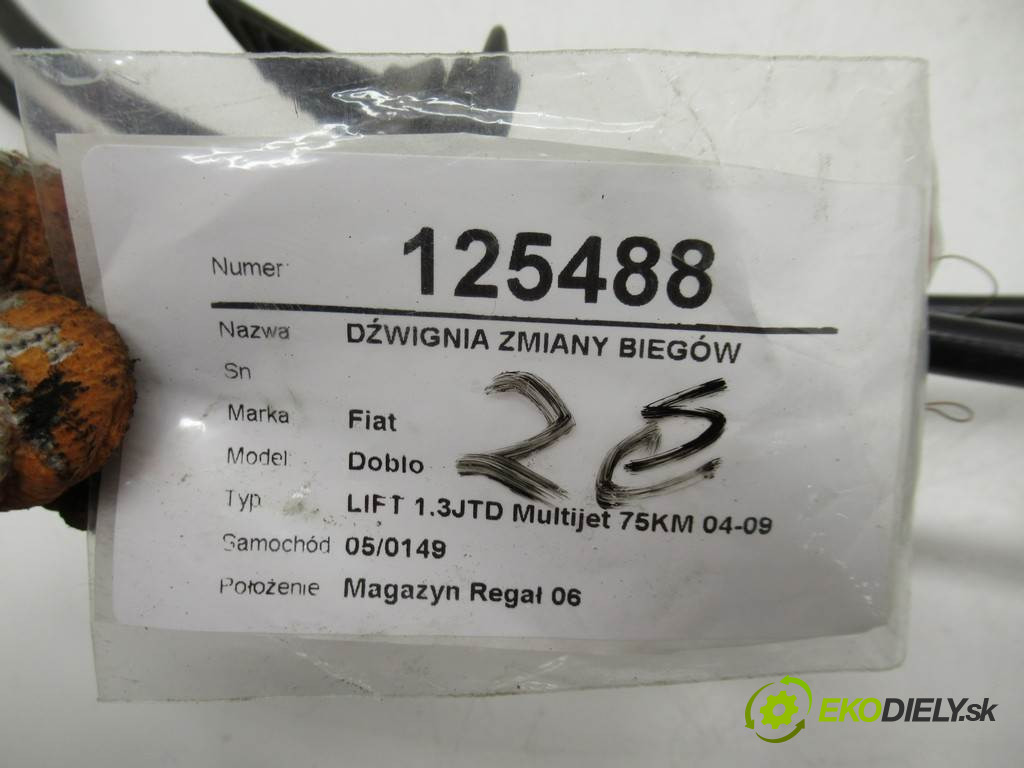 Numer: 125488
Nazwa DŹWIGNIA ZMIANY BIEGÓW
Sn
Marka Fiat
Model: Doblo
Typ LIFT 1.3JTD Multijet 75KM 04-09
Samochód 05/0149
Położenie Magazyn Regał 06
EKODIELY.sk